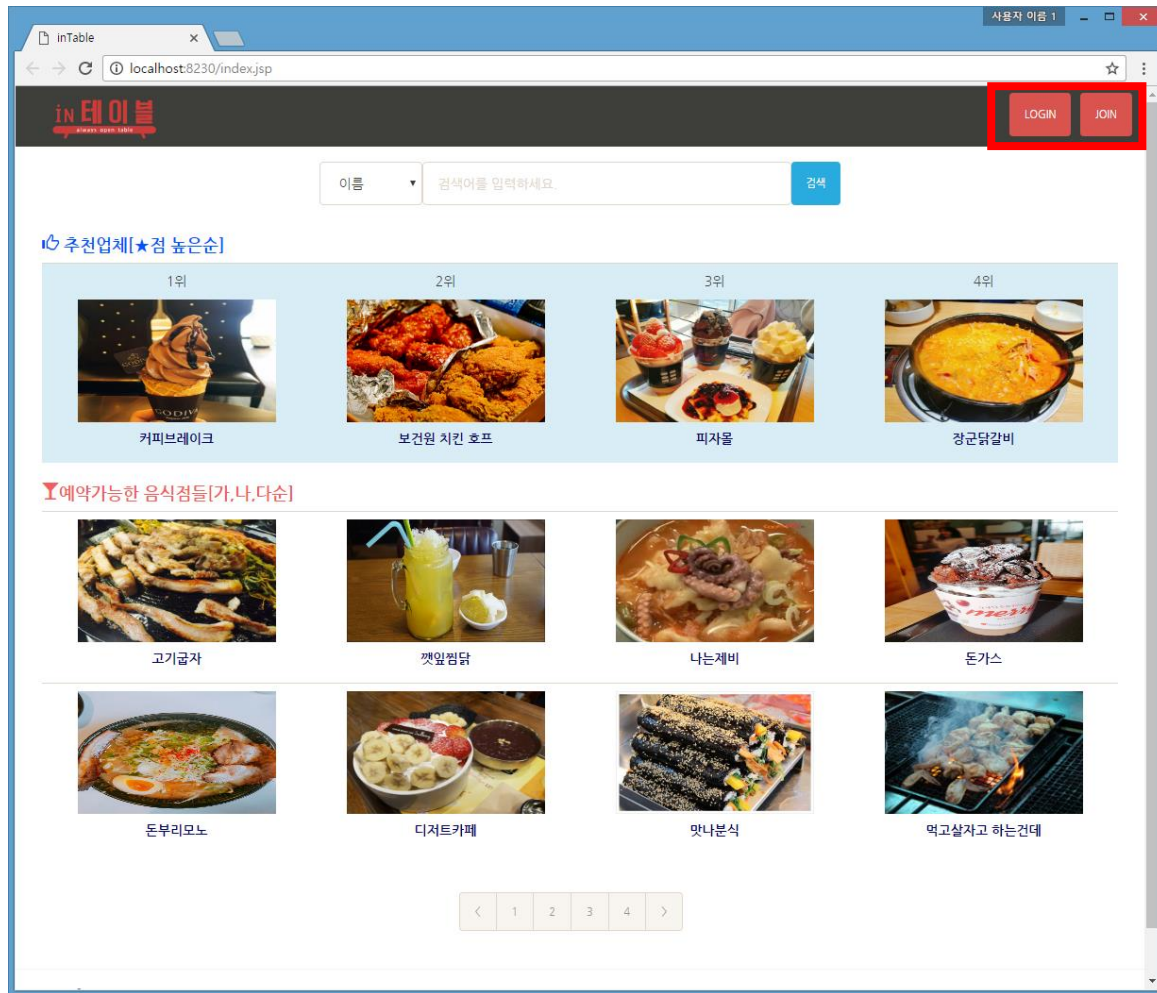 사용자 이름 1
inTable
localhost:8230/index.jsp
iN 테이블
always open table
LOGIN JOIN
이름 검색어를 입력하세요. 검색
추천업체[★점 높은순]
1위 2위 3위 4위
GODIVA
커피브레이크 보건원 치킨 호프 피자몰 장군닭갈비
예약가능한 음식점들[가,나,다순]
고기굽자 깻잎찜닭 나는제비 돈가스
돈부리모노 디저트카페 맛나분식 먹고살자고 하는건데
< 1 2 3 4 >